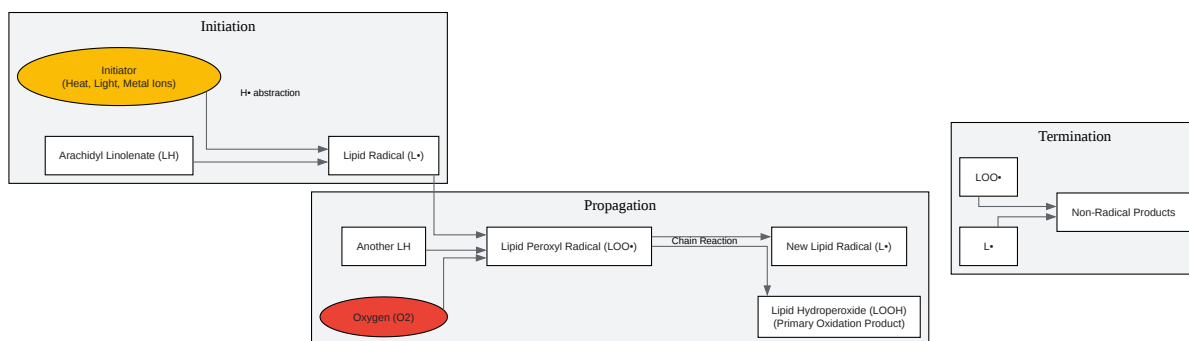 Initiation
Initiator
(Heat, Light, Metal Ions)
H• abstraction
Arachidyl Linolenate (LH)
Lipid Radical (L•)
Propagation
Another LH
Lipid Peroxyl Radical (LOO•)
Chain Reaction
New Lipid Radical (L•)
Oxygen (O2)
Lipid Hydroperoxide (LOOH)
(Primary Oxidation Product)
Termination
LOO•
Non-Radical Products
L•